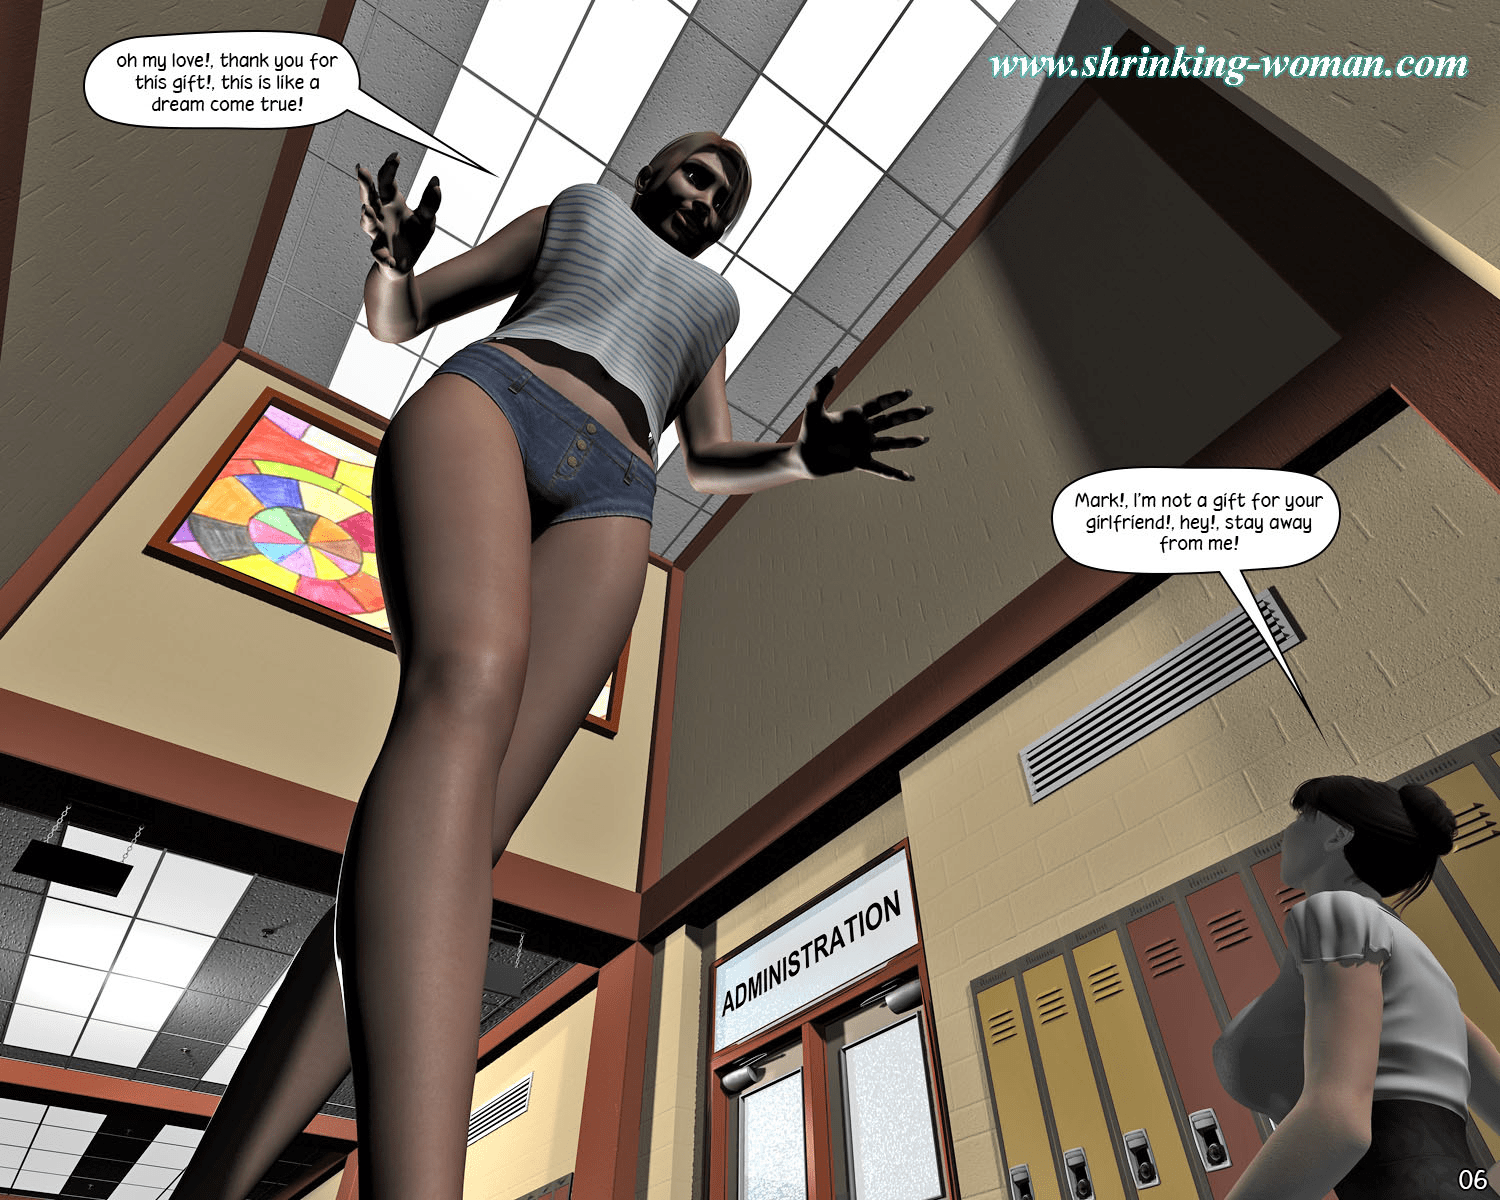 oh my love!, thank you for
this gift!, this is like a
dream come true!
www.shrinking-woman.com
Mark!, I'm not a gift for your
girlfriend!, hey!, stay away
from me!
ADMINISTRATION
06